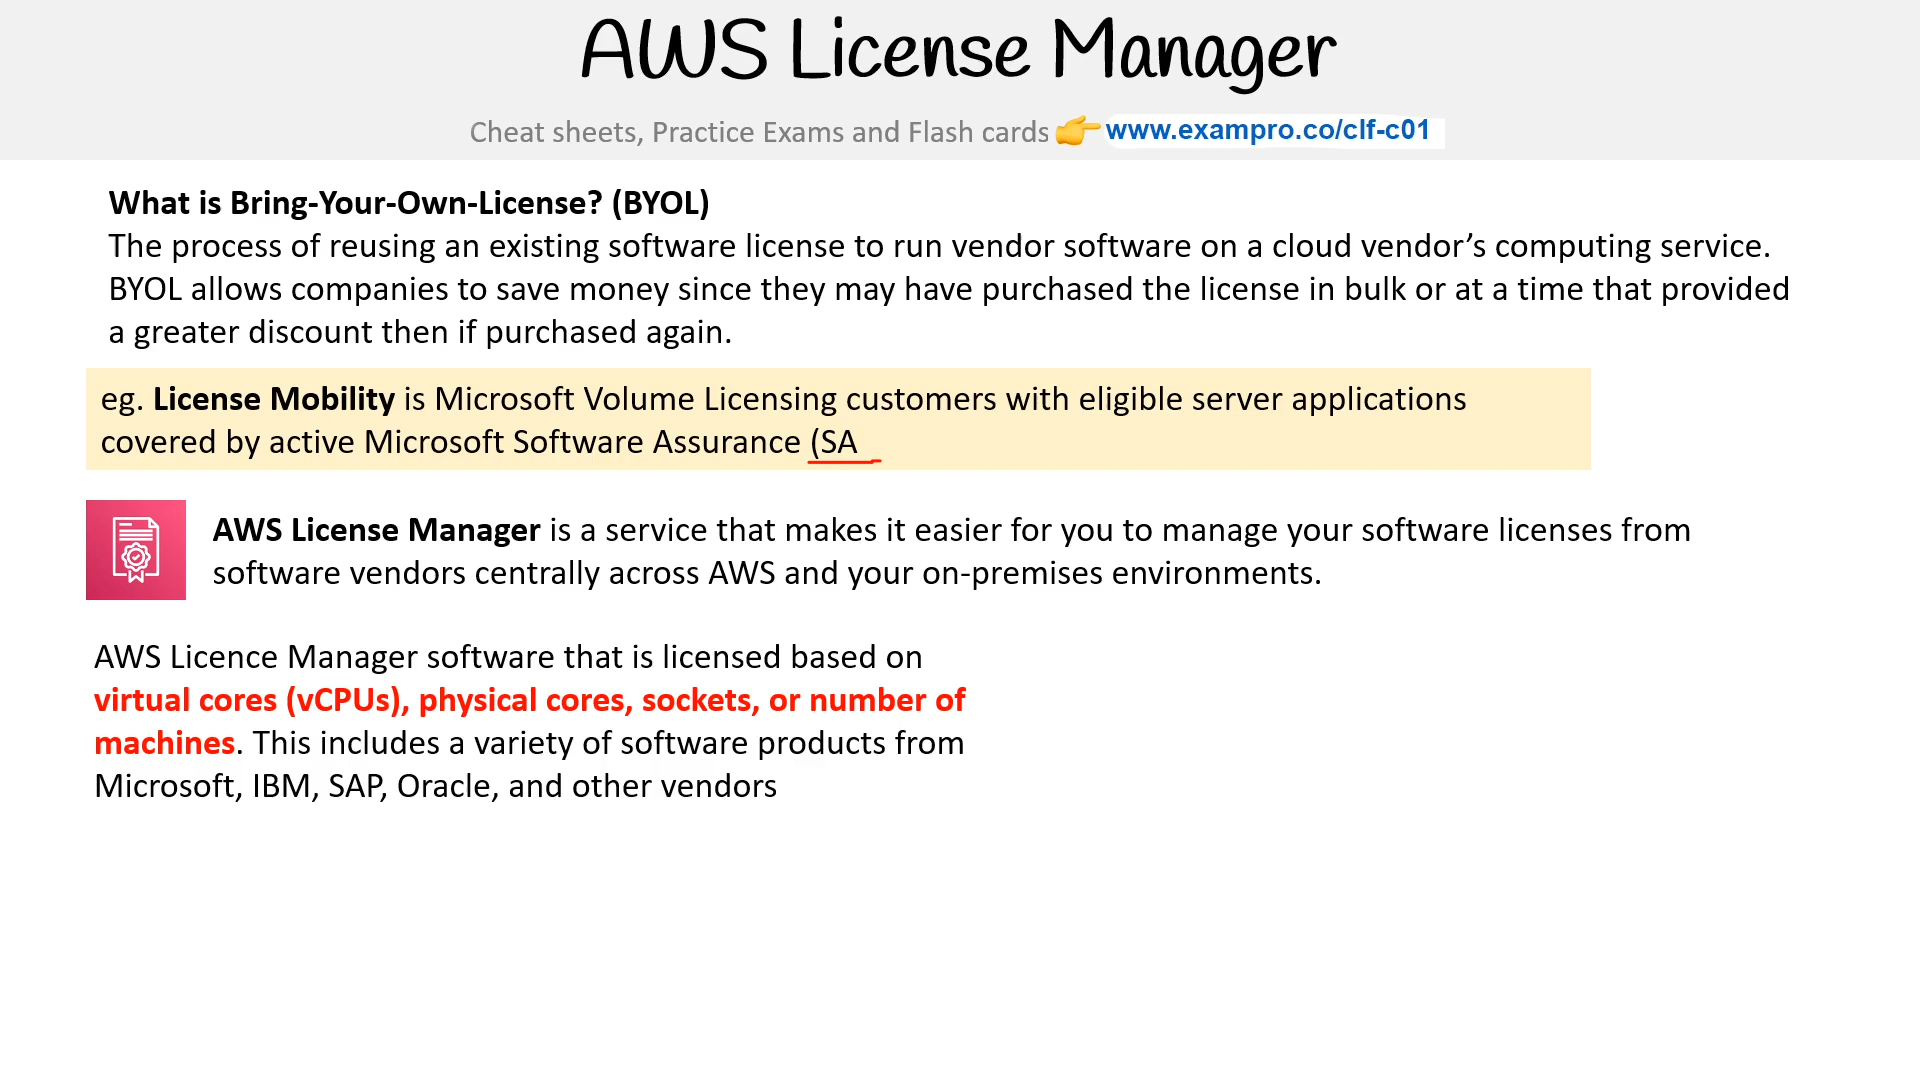 AWS License Manager
Cheat sheets, Practice Exams and Flash cards 👉 www.exampro.co/clf-c01
What is Bring-Your-Own-License? (BYOL)
The process of reusing an existing software license to run vendor software on a cloud vendor’s computing service.
BYOL allows companies to save money since they may have purchased the license in bulk or at a time that provided
a greater discount then if purchased again.
eg. License Mobility is Microsoft Volume Licensing customers with eligible server applications
covered by active Microsoft Software Assurance (SA
AWS License Manager is a service that makes it easier for you to manage your software licenses from
software vendors centrally across AWS and your on-premises environments.
AWS Licence Manager software that is licensed based on
virtual cores (vCPUs), physical cores, sockets, or number of
machines. This includes a variety of software products from
Microsoft, IBM, SAP, Oracle, and other vendors